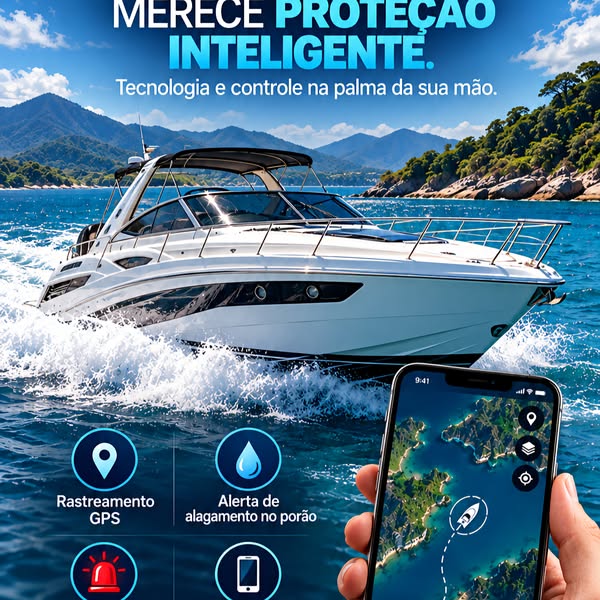 MERECE PROTEÇÃO
INTELIGENTE.
Tecnologia e controle na palma da sua mão.
9:41
Rastreamento
GPS
Alerta de
alagamento no porão